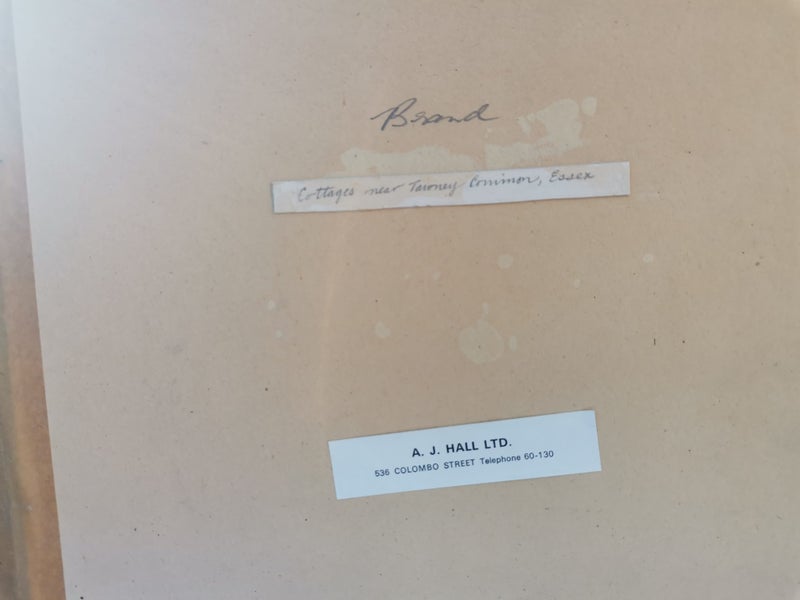 Brand
Cottages near Tawney Common, Essex
A. J. HALL LTD.
536 COLOMBO STREET Telephone 60-130